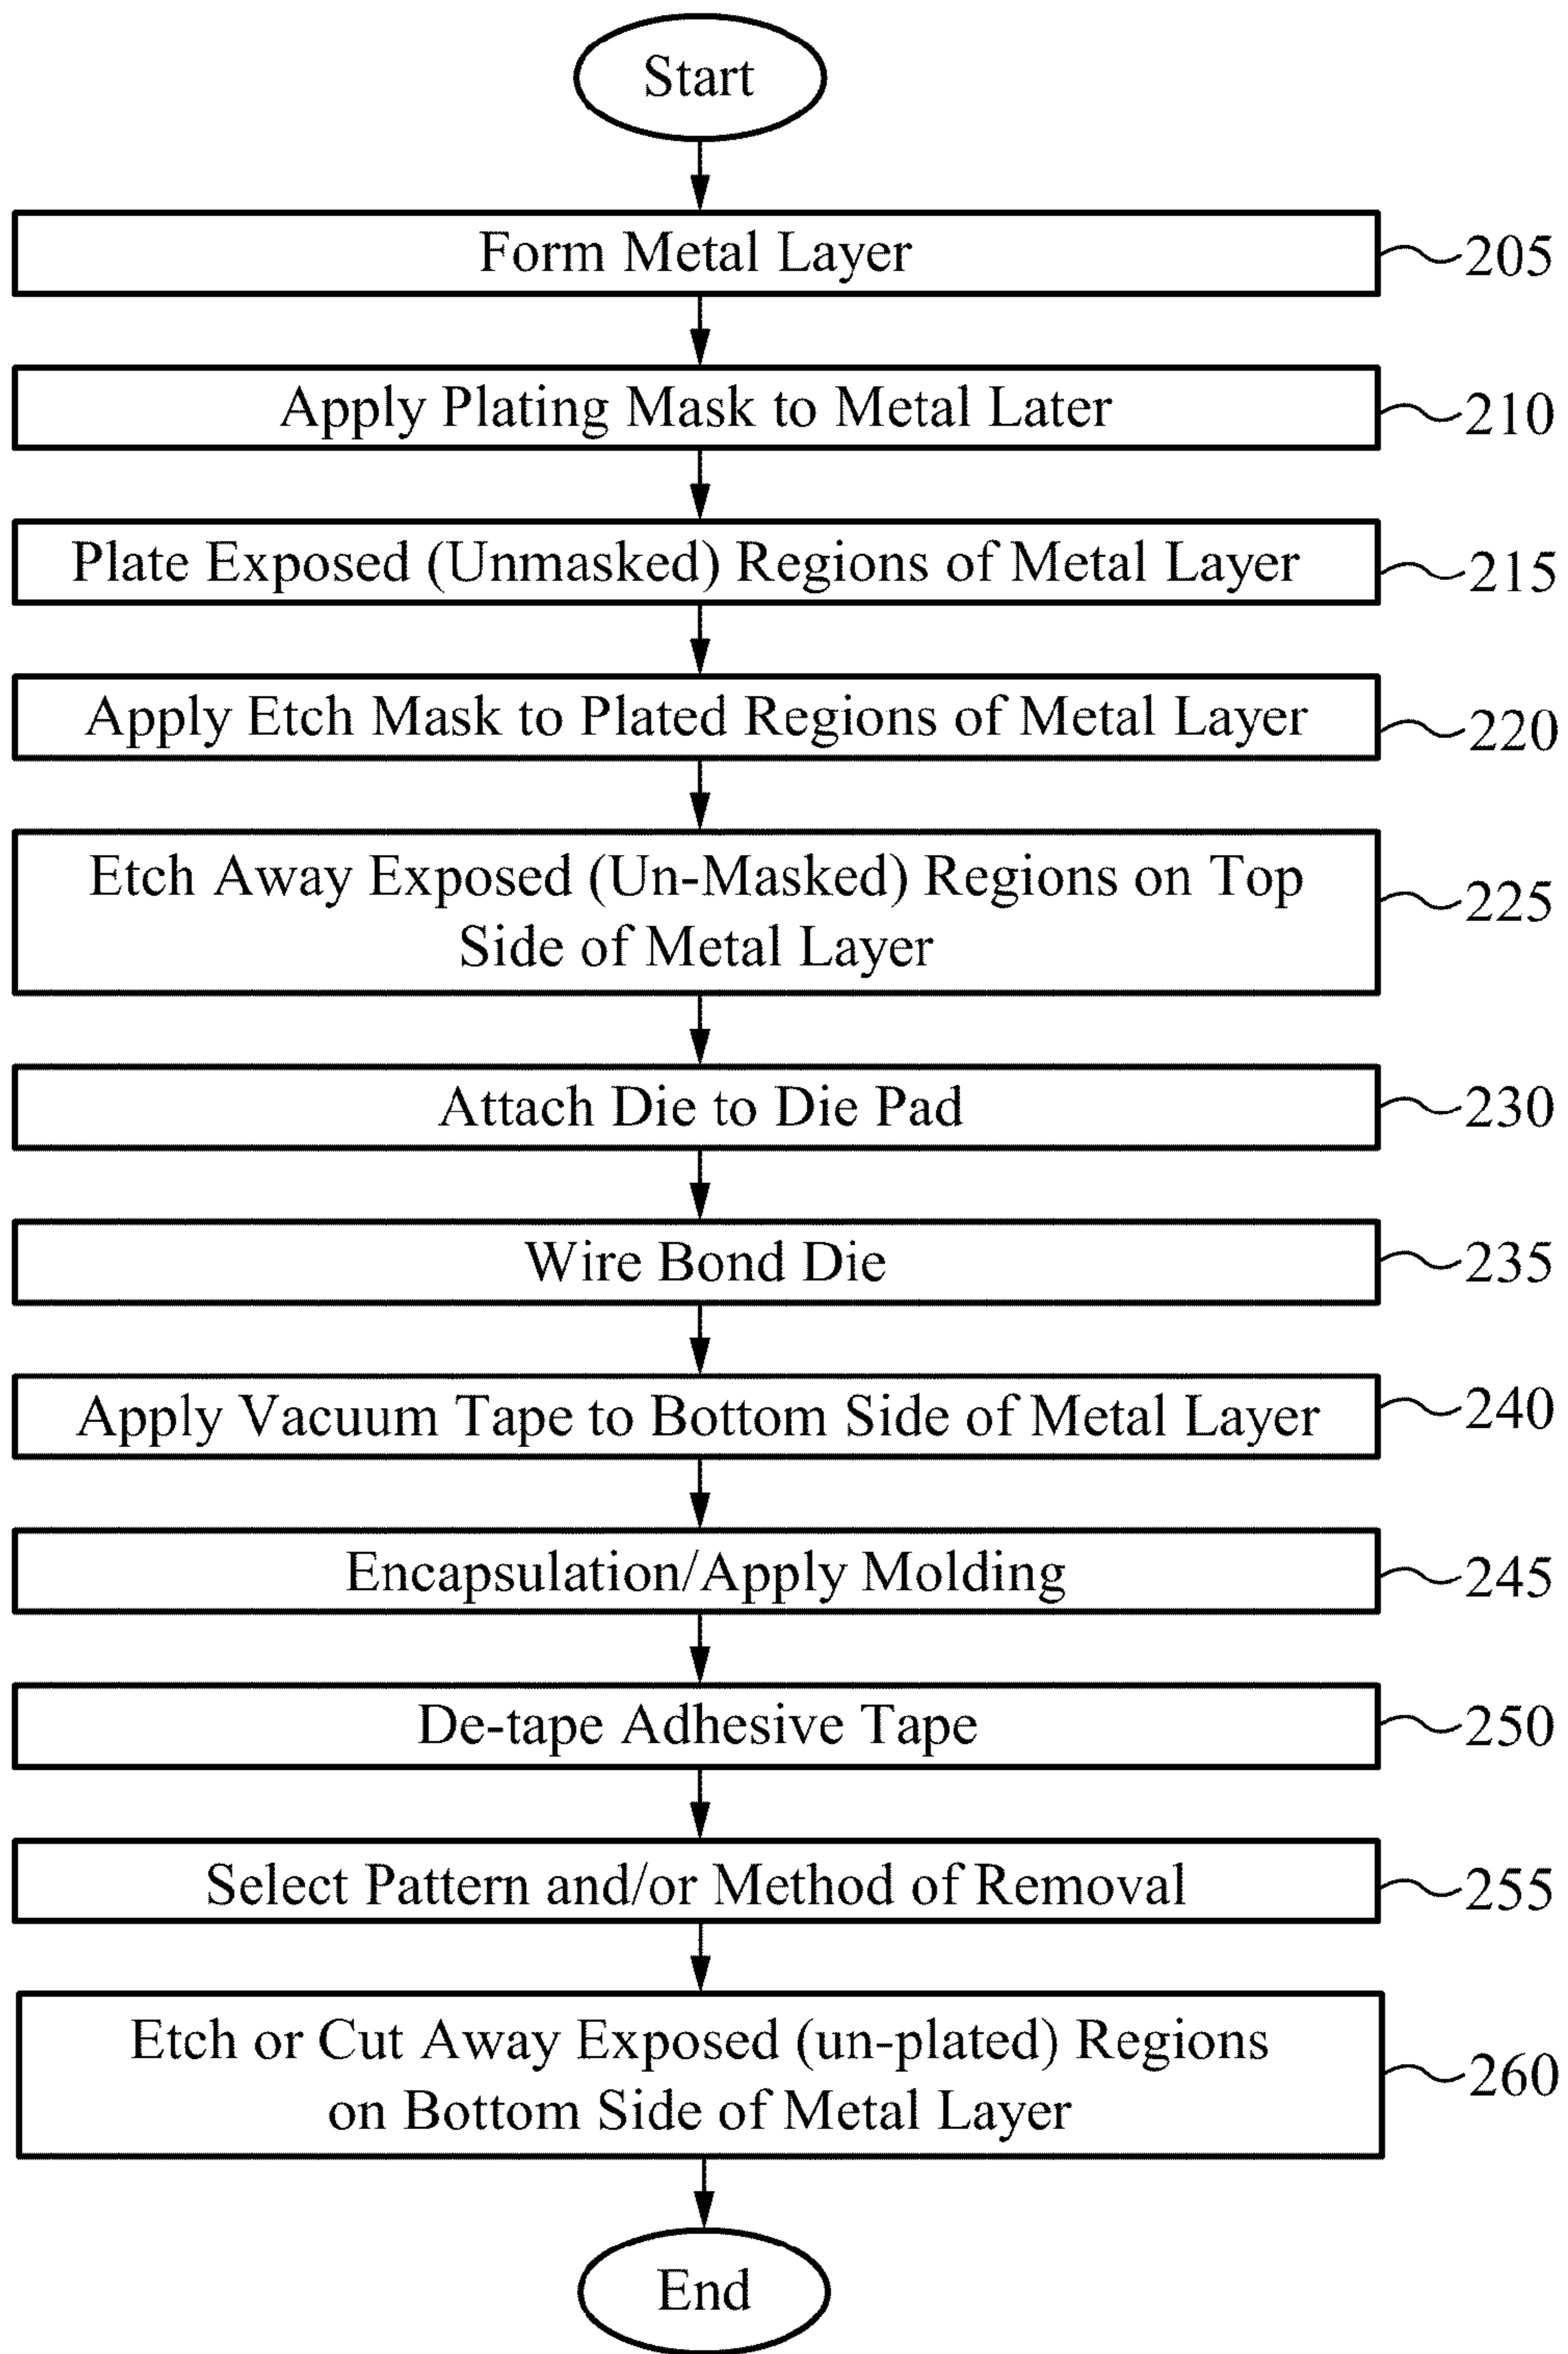 Start
Form Metal Layer
205
Apply Plating Mask to Metal Later
210
Plate Exposed (Unmasked) Regions of Metal Layer
215
Apply Etch Mask to Plated Regions of Metal Layer
220
Etch Away Exposed (Un-Masked) Regions on Top
Side of Metal Layer
225
Attach Die to Die Pad
230
Wire Bond Die
235
Apply Vacuum Tape to Bottom Side of Metal Layer
240
Encapsulation/Apply Molding
245
De-tape Adhesive Tape
250
Select Pattern and/or Method of Removal
255
Etch or Cut Away Exposed (un-plated) Regions
on Bottom Side of Metal Layer
260
End